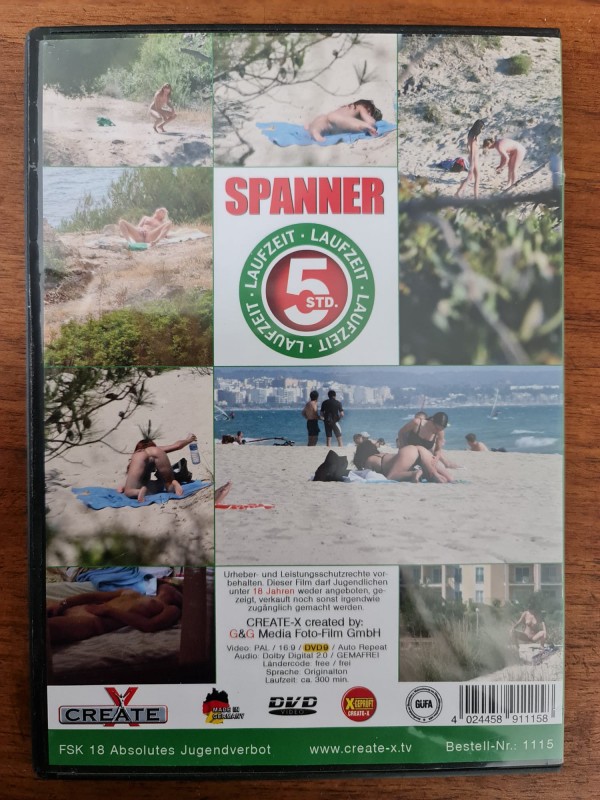 SPANNER
LAUFZEIT · LAUFZEIT · LAUFZEIT · LAUFZEIT ·
5 STD.
Urheber- und Leistungsschutzrechte vor-
behalten. Dieser Film darf Jugendlichen
unter 18 Jahren weder angeboten, ge-
zeigt, verkauft noch sonst irgendwie
zugänglich gemacht werden.
CREATE-X created by:
G&G Media Foto-Film GmbH
Video: PAL / 16:9 / DVD9 / Auto Repeat
Audio: Dolby Digital 2.0 / GEMAFREI
Ländercode: free / frei
Sprache: Originalton
Laufzeit: ca. 300 min.
X CREATE
MADE IN GERMANY
DVD VIDEO
X GEPRÜFT CREATE-X
GÜFA
4 024458 911158
FSK 18 Absolutes Jugendverbot
www.create-x.tv
Bestell-Nr.: 1115